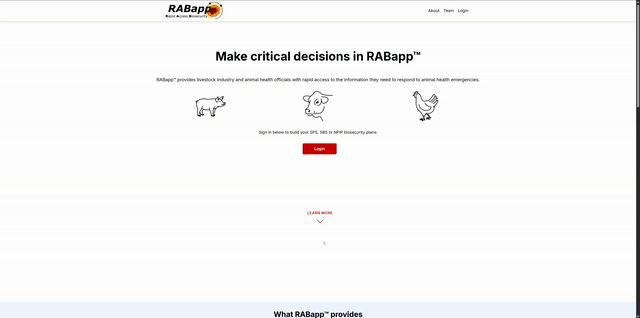 RABapp
Rapid Access Biosecurity
About Team Login
Make critical decisions in RABapp™
RABapp™ provides livestock industry and animal health officials with rapid access to the information they need to respond to animal health emergencies.
Sign in below to build your SPS, SBS or NPIP biosecurity plans.
Login
LEARN MORE
What RABapp™ provides